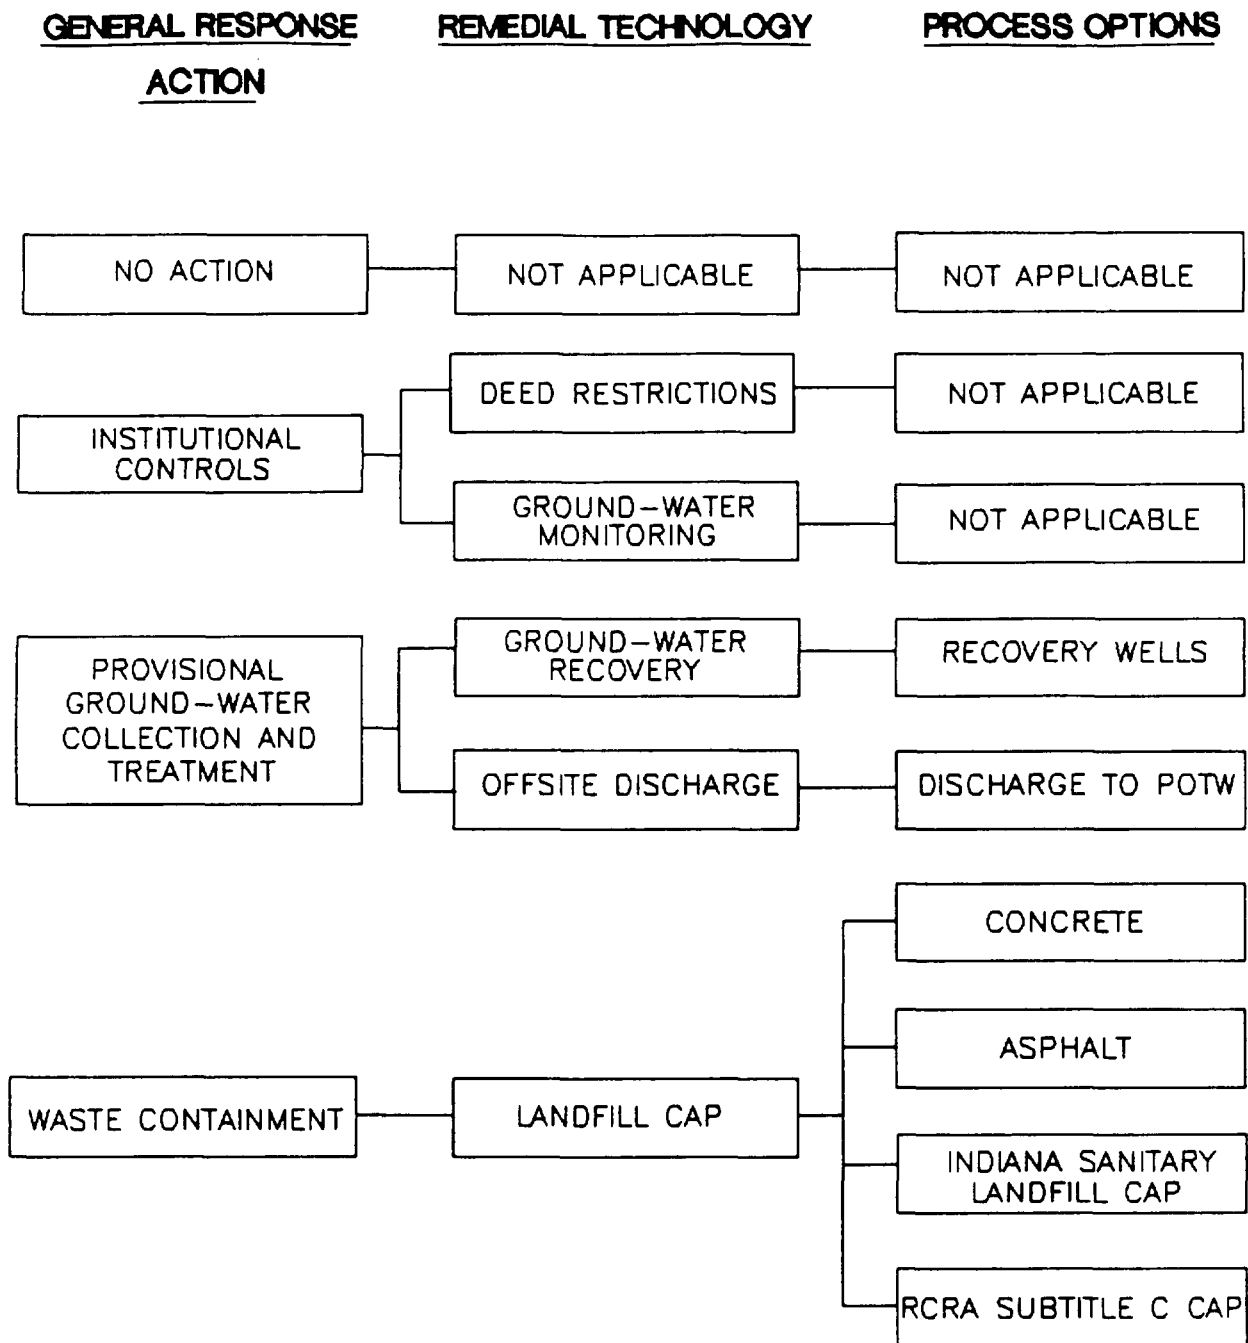 GENERAL RESPONSE
ACTION
REMEDIAL TECHNOLOGY
PROCESS OPTIONS
NO ACTION
NOT APPLICABLE
NOT APPLICABLE
INSTITUTIONAL
CONTROLS
DEED RESTRICTIONS
NOT APPLICABLE
GROUND-WATER
MONITORING
NOT APPLICABLE
PROVISIONAL
GROUND-WATER
COLLECTION AND
TREATMENT
GROUND-WATER
RECOVERY
RECOVERY WELLS
OFFSITE DISCHARGE
DISCHARGE TO POTW
WASTE CONTAINMENT
LANDFILL CAP
CONCRETE
ASPHALT
INDIANA SANITARY
LANDFILL CAP
RCRA SUBTITLE C CAP